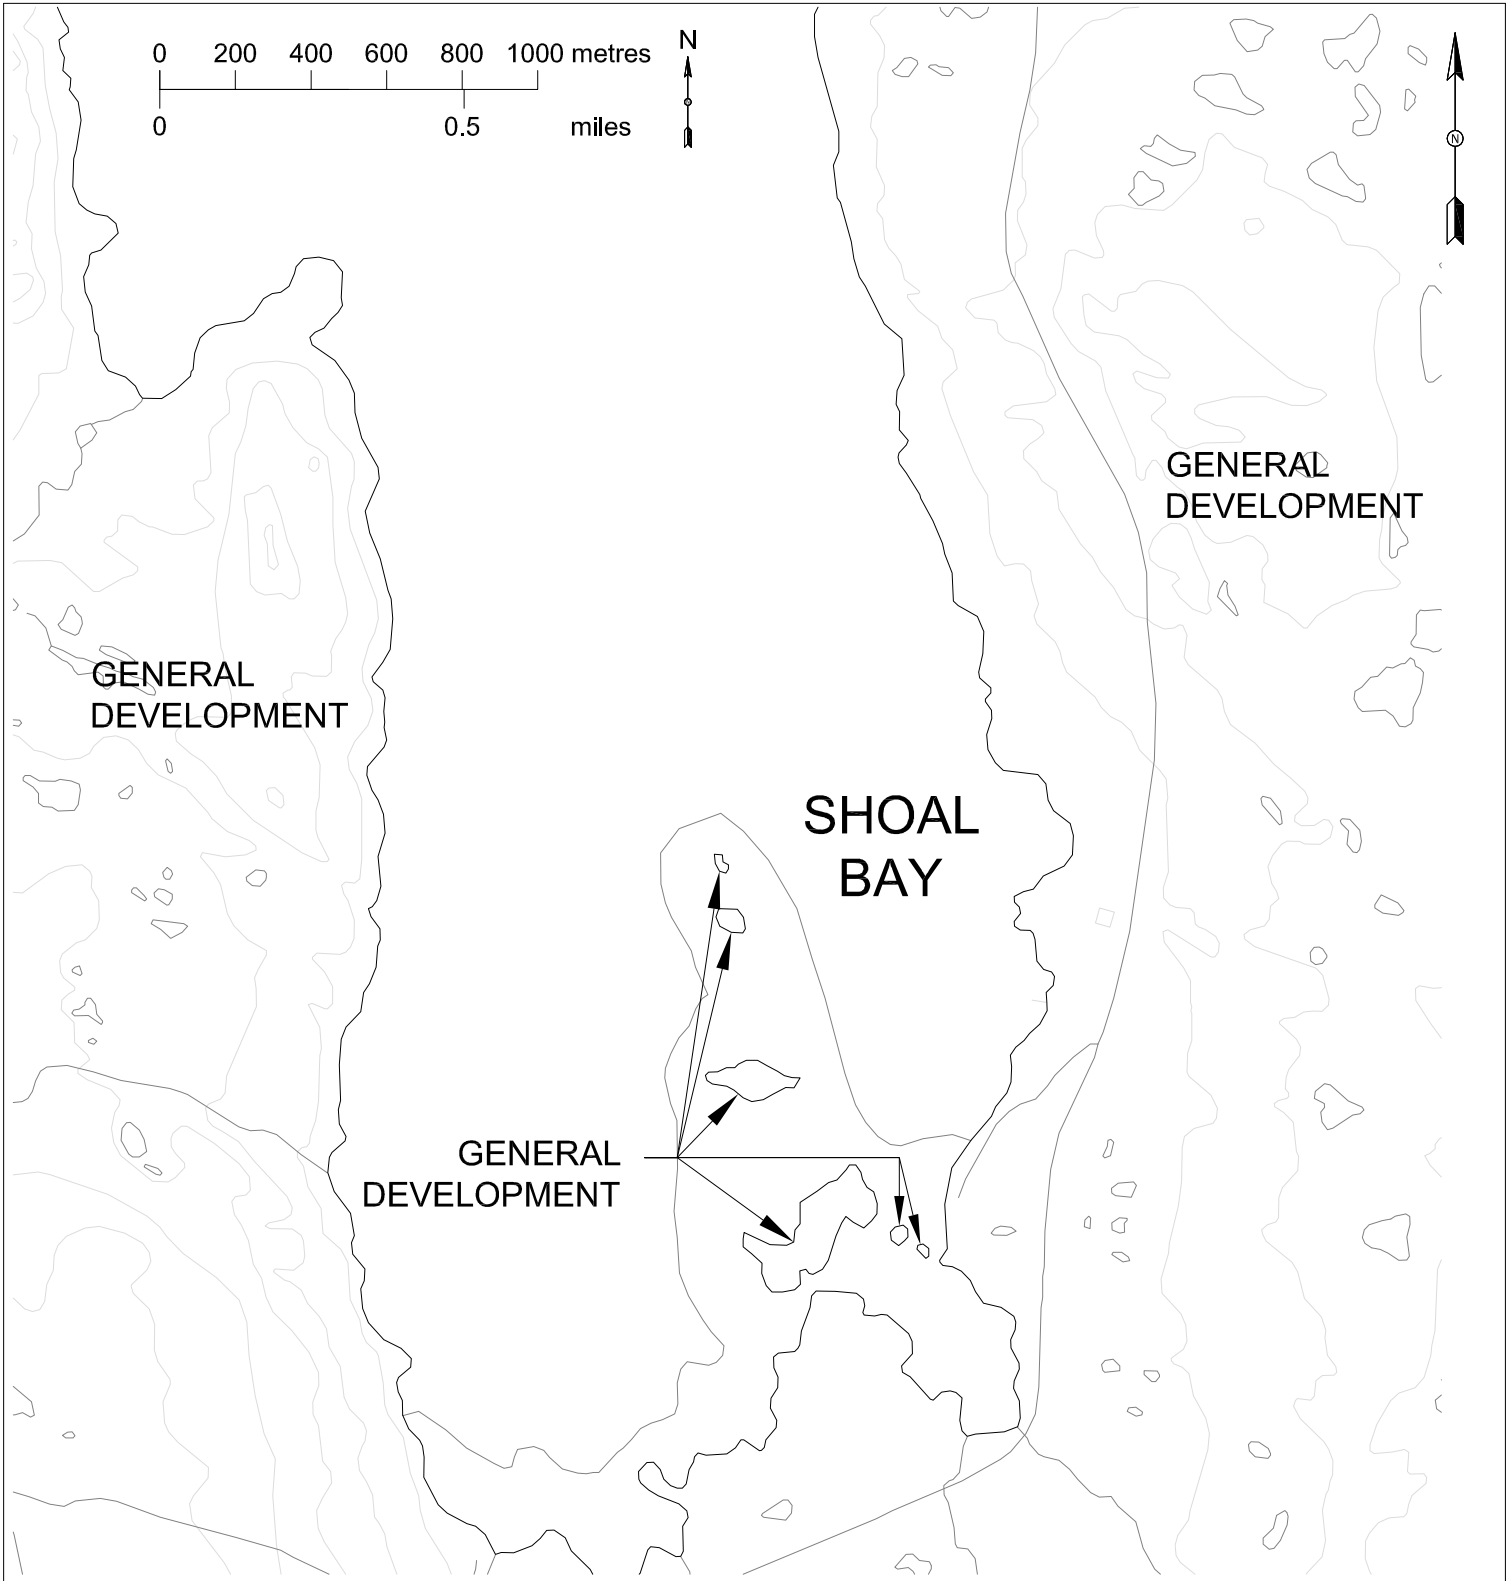 0 200 400 600 800 1000 metres
0 0.5 miles
N
N
GENERAL
DEVELOPMENT
GENERAL
DEVELOPMENT
SHOAL
BAY
GENERAL
DEVELOPMENT